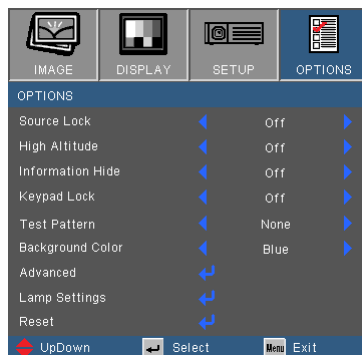 IMAGE DISPLAY SETUP OPTIONS
OPTIONS
Source Lock Off
High Altitude Off
Information Hide Off
Keypad Lock Off
Test Pattern None
Background Color Blue
Advanced
Lamp Settings
Reset
UpDown Select Menu Exit